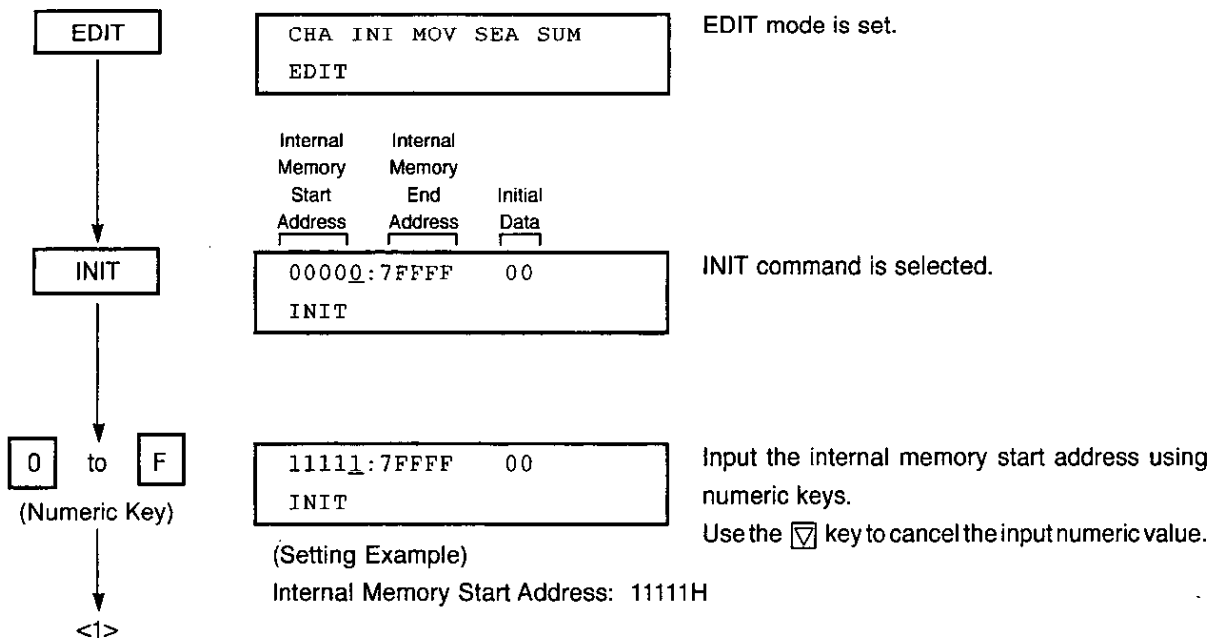 EDIT
CHA INI MOV SEA SUM
EDIT
EDIT mode is set.
Internal Memory Start Address
Internal Memory End Address
Initial Data
INIT
00000:7FFFF 00
INIT
INIT command is selected.
0 to F
(Numeric Key)
11111:7FFFF 00
INIT
Input the internal memory start address using
numeric keys.
Use the ▽ key to cancel the input numeric value.
(Setting Example)
Internal Memory Start Address: 11111H
<1>